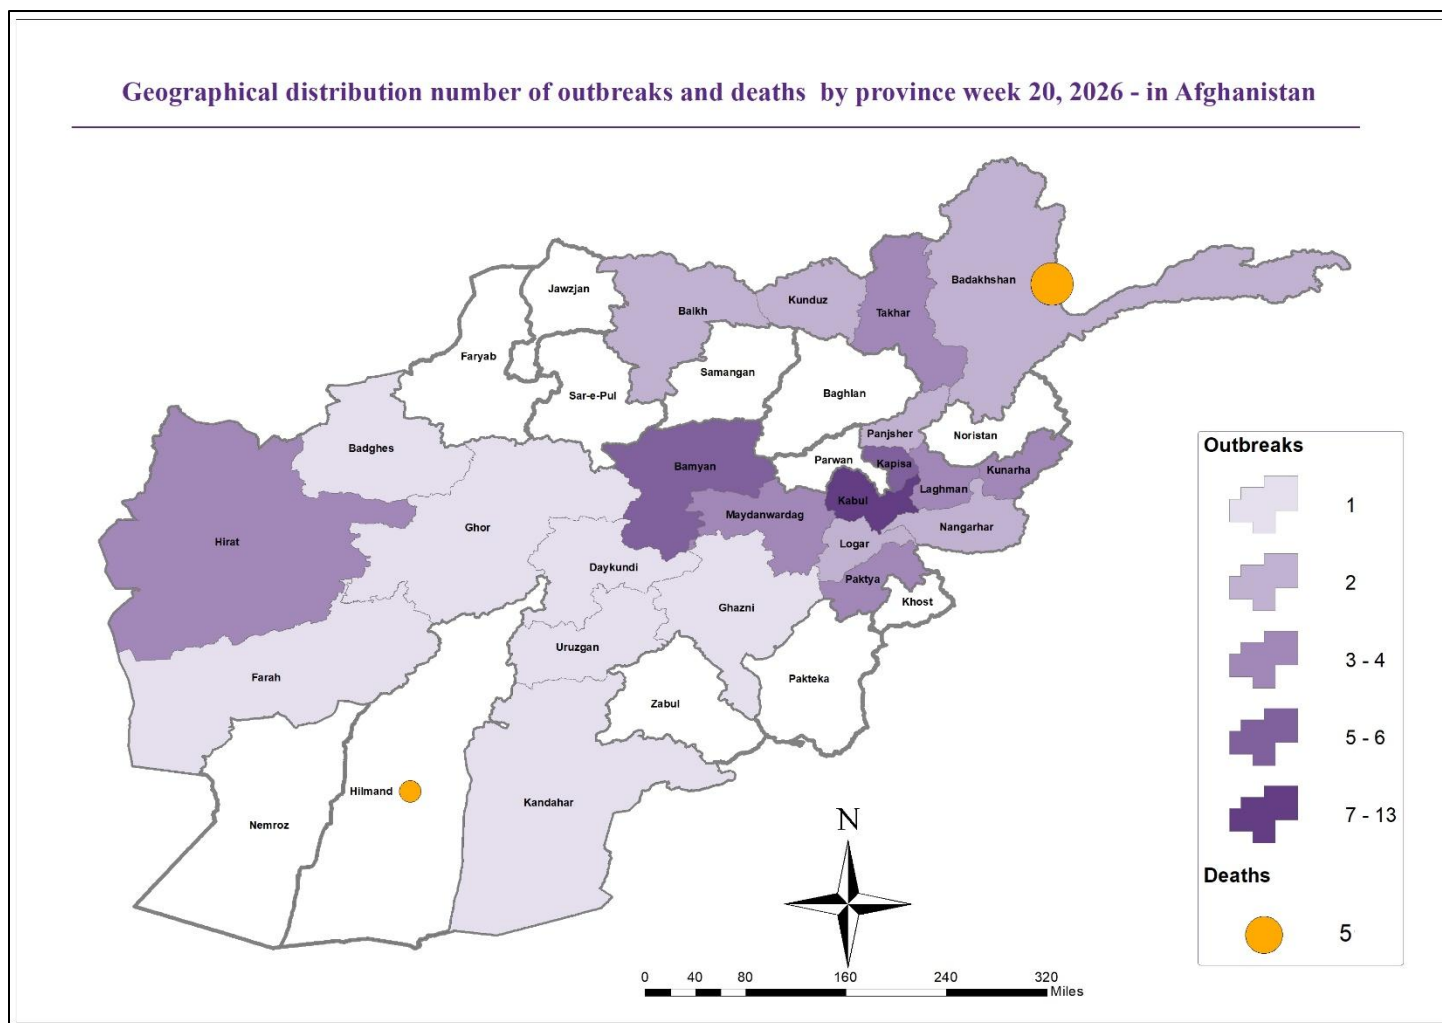 Geographical distribution number of outbreaks and deaths by province week 20, 2026 - in Afghanistan
Badakhshan
Jawzjan
Kunduz
Balkh
Takhar
Faryab
Samangan
Baghlan
Sar-e-Pul
Panjsher
Noristan
Badghes
Parwan
Kapisa
Bamyan
Kunarha
Laghman
Kabul
Maydanwardag
Ghor
Nangarhar
Hirat
Logar
Daykundi
Paktya
Khost
Ghazni
Uruzgan
Farah
Pakteka
Zabul
Hilmand
Kandahar
Nemroz
Outbreaks
1
2
3 - 4
5 - 6
7 - 13
Deaths
5
N
0 40 80 160 240 320
Miles